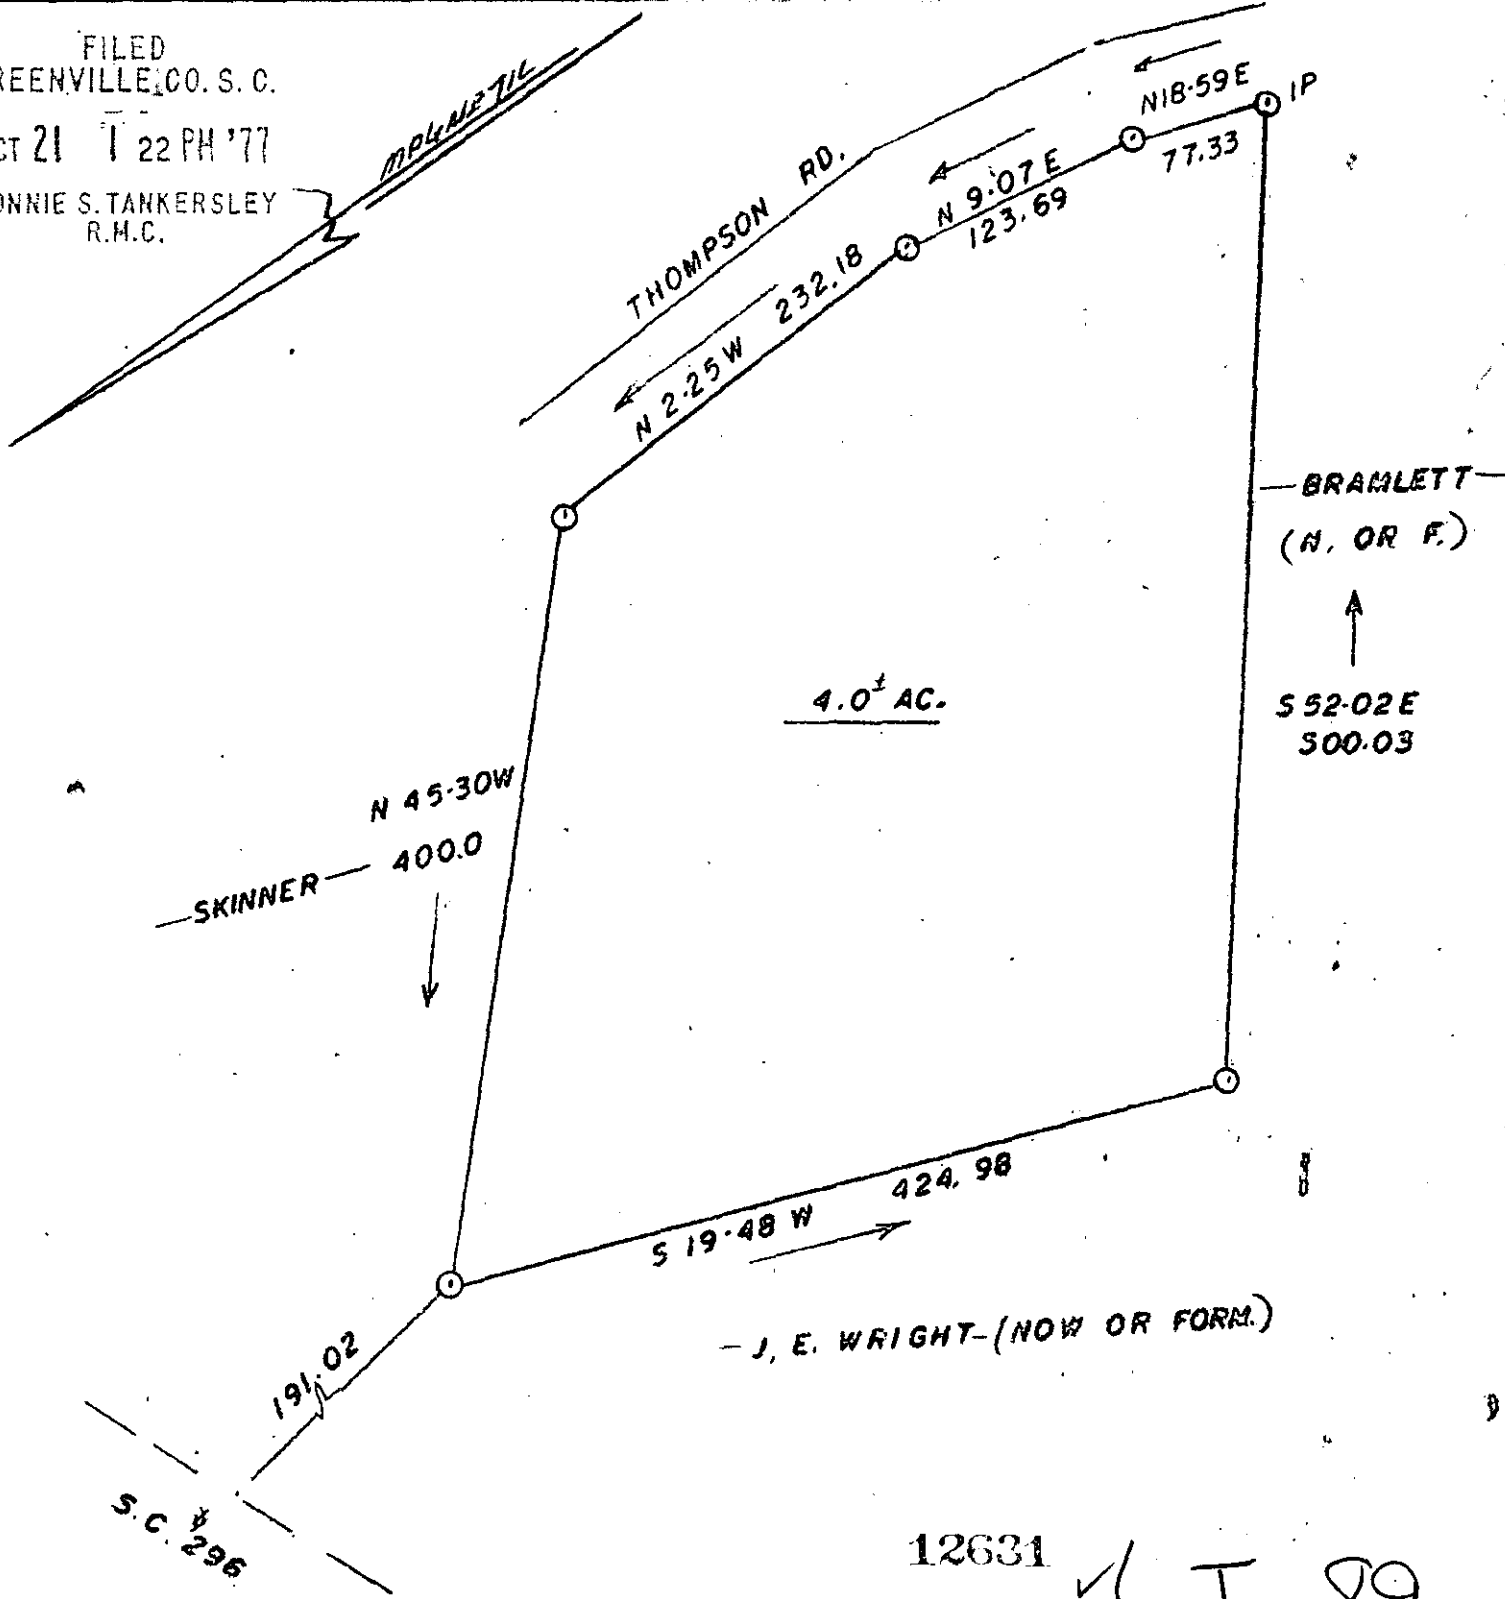 FILED
REENVILLE CO. S. C.
CT 21 1 22 PM '77
ONNIE S. TANKERSLEY
R.M.C.
MAGNETIC
THOMPSON RD.
N18-59E
IP
77.33
N 9-07 E
123.69
N 2-25 W 232.18
—BRAMLETT—
(N. OR F.)
S 52-02 E
500.03
4.0± AC.
N 45-30W
—SKINNER— 400.0
S 19-48 W 424.98
—J. E. WRIGHT—(NOW OR FORM.)
191.02
S.C. # 296
12631